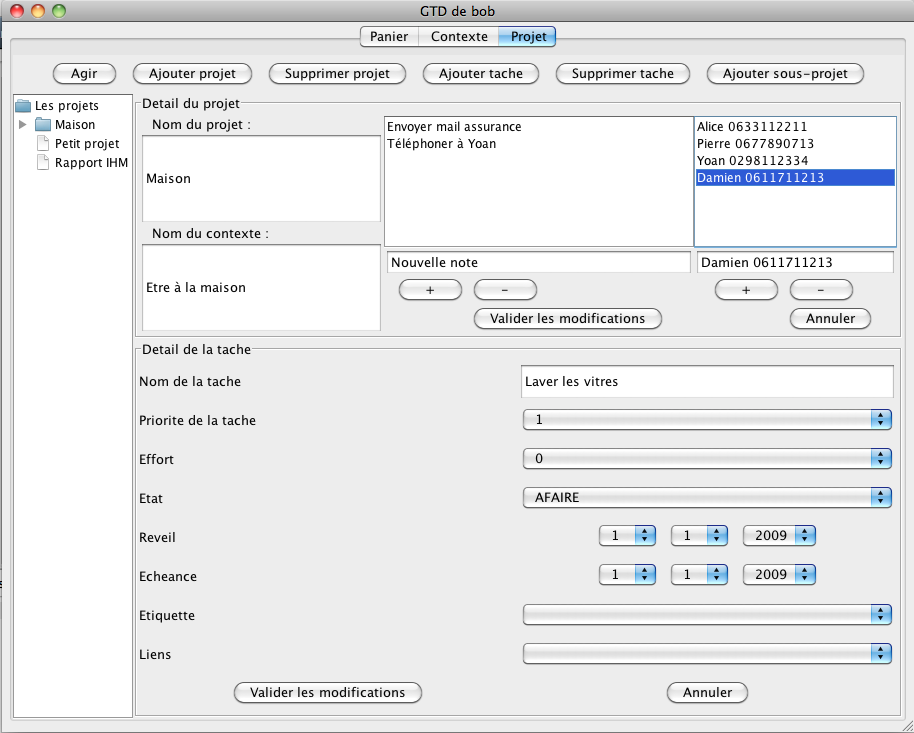 GTD de bob
Panier Contexte Projet
Agir Ajouter projet Supprimer projet Ajouter tache Supprimer tache Ajouter sous-projet
Les projets
Maison
Petit projet
Rapport IHM
Detail du projet
Nom du projet :
Maison
Nom du contexte :
Etre à la maison
Envoyer mail assurance
Téléphoner à Yoan
Nouvelle note
+ -
Valider les modifications
Alice 0633112211
Pierre 0677890713
Yoan 0298112334
Damien 0611711213
Damien 0611711213
+ -
Annuler
Detail de la tache
Nom de la tache Laver les vitres
Priorite de la tache 1
Effort 0
Etat AFAIRE
Reveil 1 1 2009
Echeance 1 1 2009
Etiquette
Liens
Valider les modifications Annuler